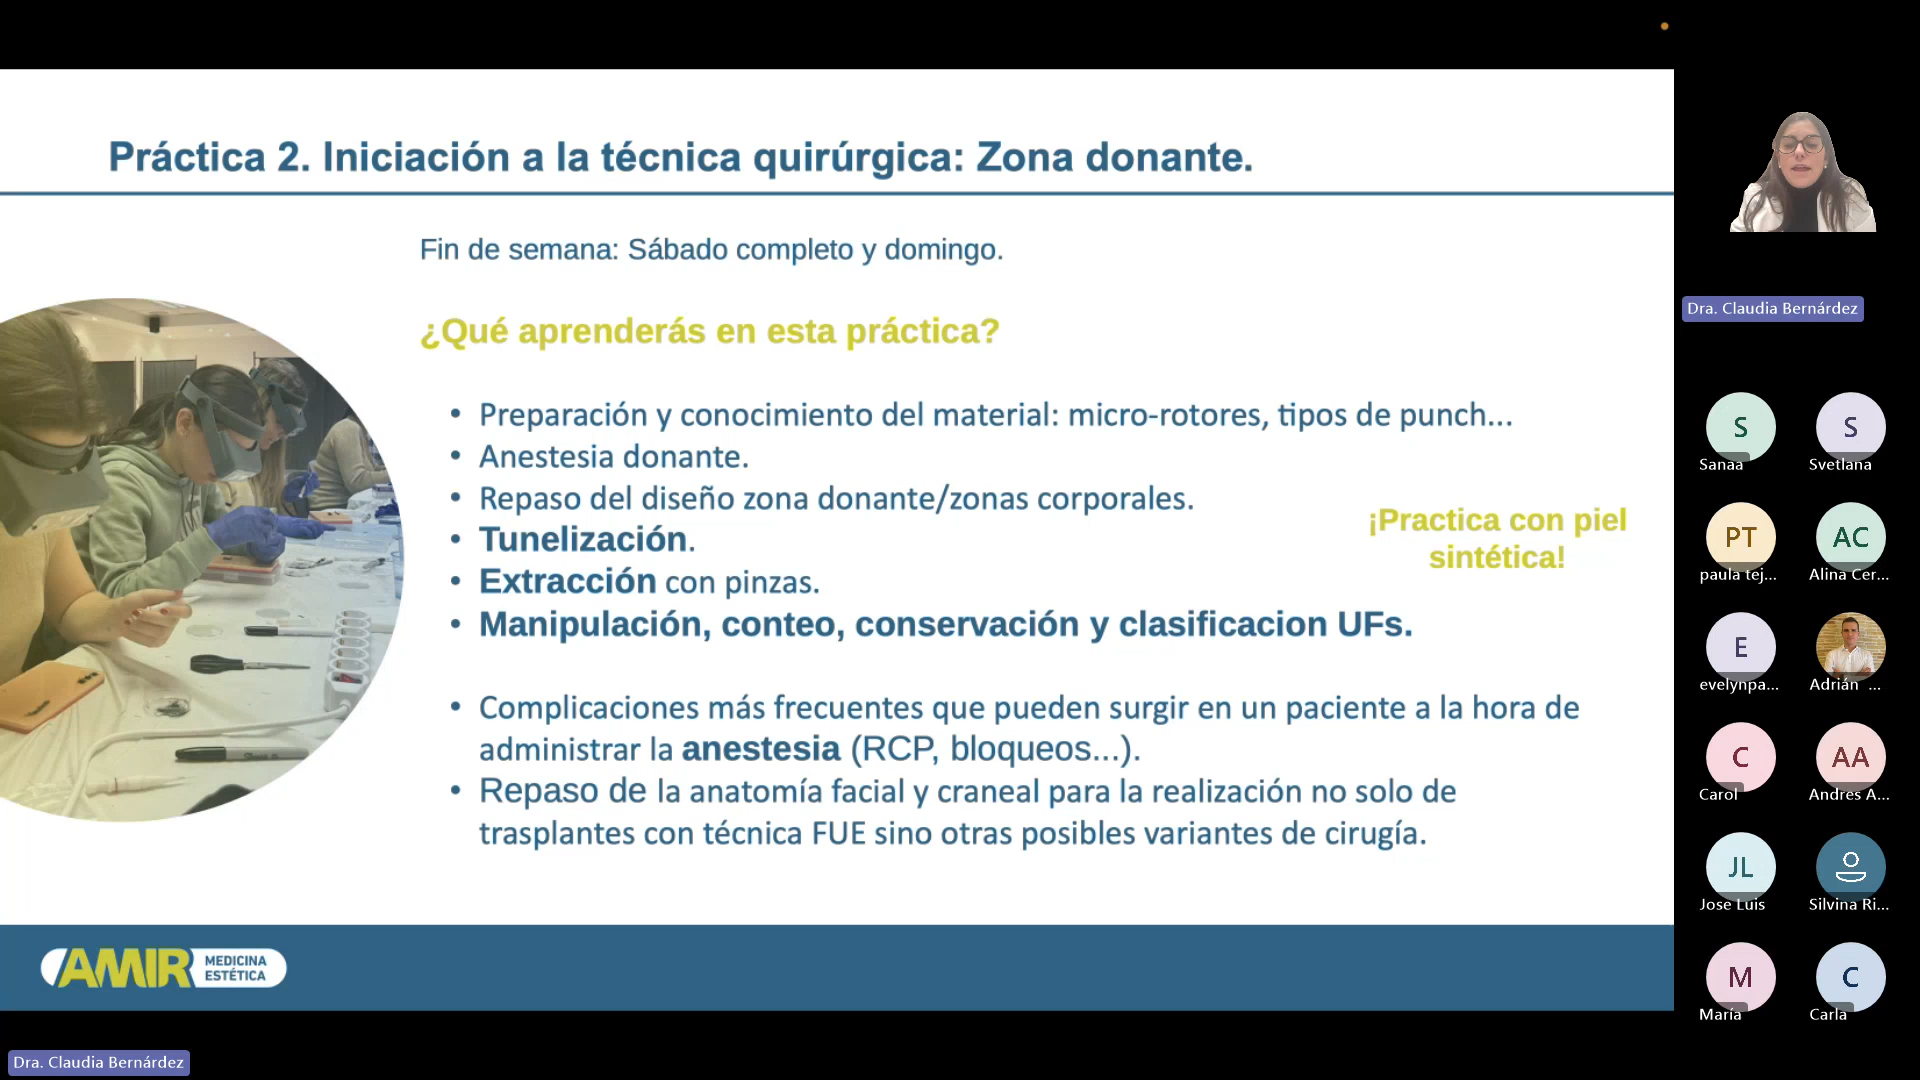 Práctica 2. Iniciación a la técnica quirúrgica: Zona donante.
Fin de semana: Sábado completo y domingo.
¿Qué aprenderás en esta práctica?
• Preparación y conocimiento del material: micro-rotores, tipos de punch...
• Anestesia donante.
• Repaso del diseño zona donante/zonas corporales.
• Tunelización.
• Extracción con pinzas.
• Manipulación, conteo, conservación y clasificacion UFs.
¡Practica con piel
sintética!
• Complicaciones más frecuentes que pueden surgir en un paciente a la hora de
administrar la anestesia (RCP, bloqueos...).
• Repaso de la anatomía facial y craneal para la realización no solo de
trasplantes con técnica FUE sino otras posibles variantes de cirugía.
AMIR MEDICINA
ESTÉTICA
Dra. Claudia Bernárdez
Dra. Claudia Bernárdez
S
Sanaa
S
Svetlana
PT
paula tej...
AC
Alina Cer...
E
evelynpa...
Adrián ...
C
Carol
AA
Andres A...
JL
Jose Luis
Silvina Ri...
M
María
C
Carla